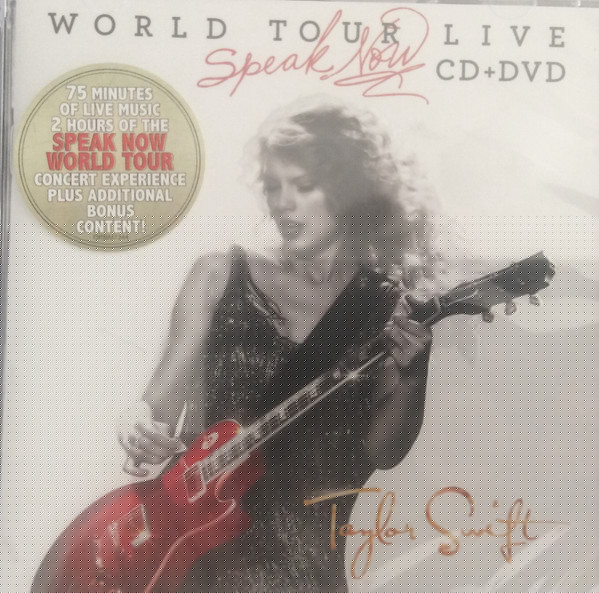 WORLD TOUR LIVE
Speak Now
CD+DVD
75 MINUTES
OF LIVE MUSIC
2 HOURS OF THE
SPEAK NOW
WORLD TOUR
CONCERT EXPERIENCE
PLUS ADDITIONAL
BONUS
CONTENT!
Taylor Swift